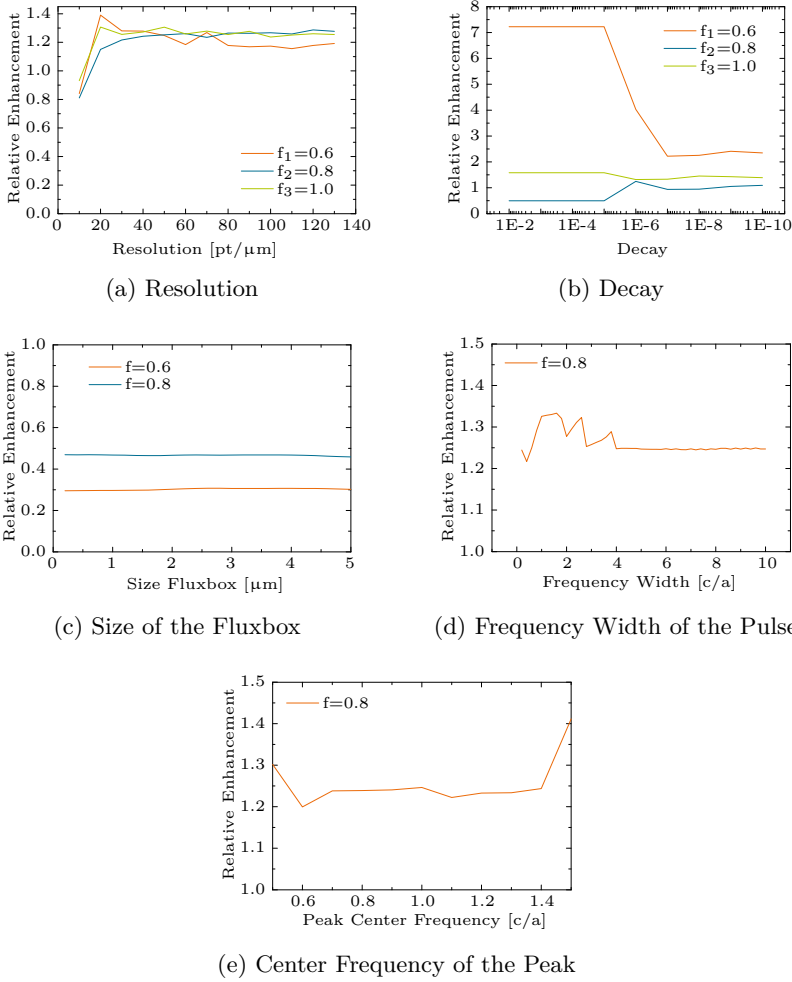 1.4
1.2
1.0
0.8
0.6
0.4
0.2
0.0
Relative Enhancement
f1=0.6
f2=0.8
f3=1.0
0 20 40 60 80 100 120 140
Resolution [pt/μm]
(a) Resolution
8
7
6
5
4
3
2
1
0
Relative Enhancement
f1=0.6
f2=0.8
f3=1.0
1E-2 1E-4 1E-6 1E-8 1E-10
Decay
(b) Decay
1.0
0.8
0.6
0.4
0.2
0.0
Relative Enhancement
f=0.6
f=0.8
1 2 3 4 5
Size Fluxbox [μm]
(c) Size of the Fluxbox
1.5
1.4
1.3
1.2
1.1
1.0
Relative Enhancement
f=0.8
0 2 4 6 8 10
Frequency Width [c/a]
(d) Frequency Width of the Pulse
1.5
1.4
1.3
1.2
1.1
1.0
Relative Enhancement
f=0.8
0.6 0.8 1.0 1.2 1.4
Peak Center Frequency [c/a]
(e) Center Frequency of the Peak